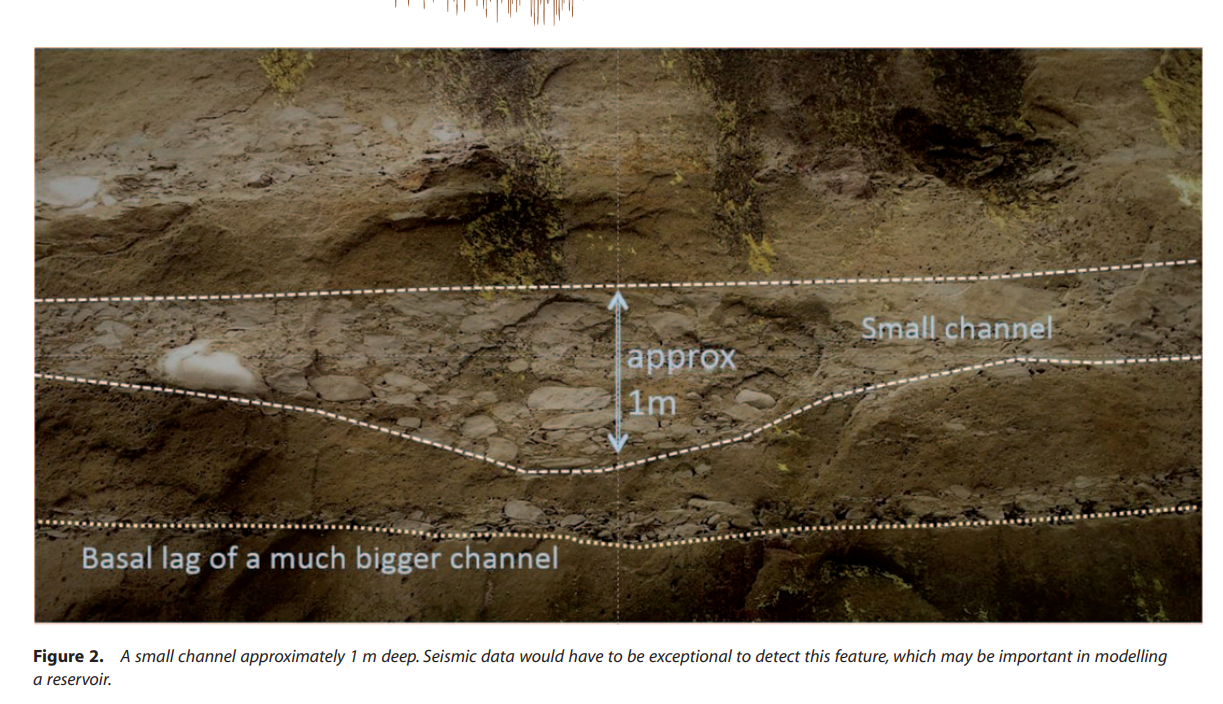 Small channel
approx
1m
Basal lag of a much bigger channel
Figure 2. A small channel approximately 1 m deep. Seismic data would have to be exceptional to detect this feature, which may be important in modelling
a reservoir.